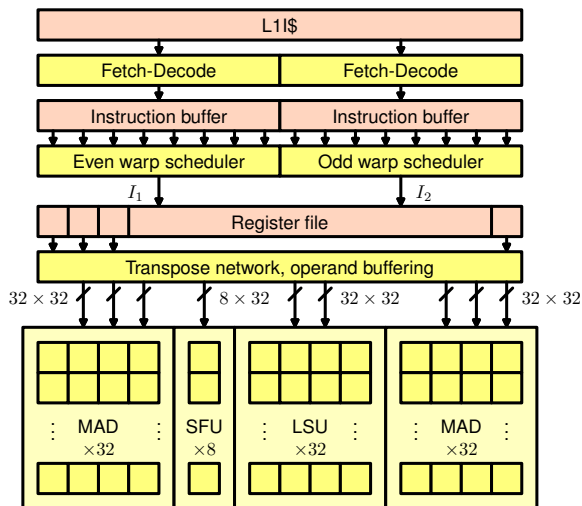 L1I$
Fetch-Decode Fetch-Decode
Instruction buffer Instruction buffer
Even warp scheduler Odd warp scheduler
I₁ I₂
Register file
Transpose network, operand buffering
32 × 32 8 × 32 32 × 32 32 × 32
⋮ MAD ⋮ SFU ⋮ LSU ⋮ ⋮ MAD ⋮
×32 ×8 ×32 ×32